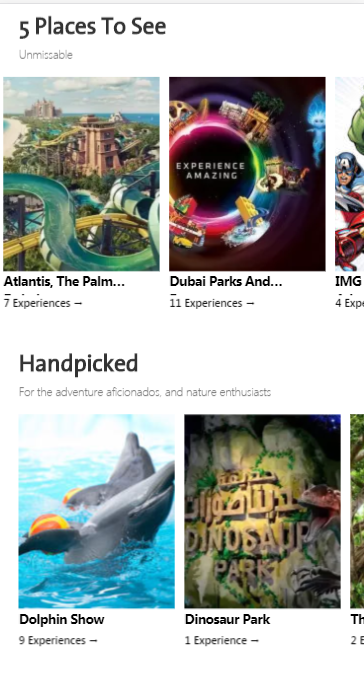 5 Places To See
Unmissable
EXPERIENCE
AMAZING
Atlantis, The Palm...
Dubai Parks And...
IMG
7 Experiences →
11 Experiences →
4 Expe
Handpicked
For the adventure aficionados, and nature enthusiasts
حديقة
الديناصورات
DINOSAUR
PARK
Dolphin Show
Dinosaur Park
Th
9 Experiences →
1 Experience →
2 E